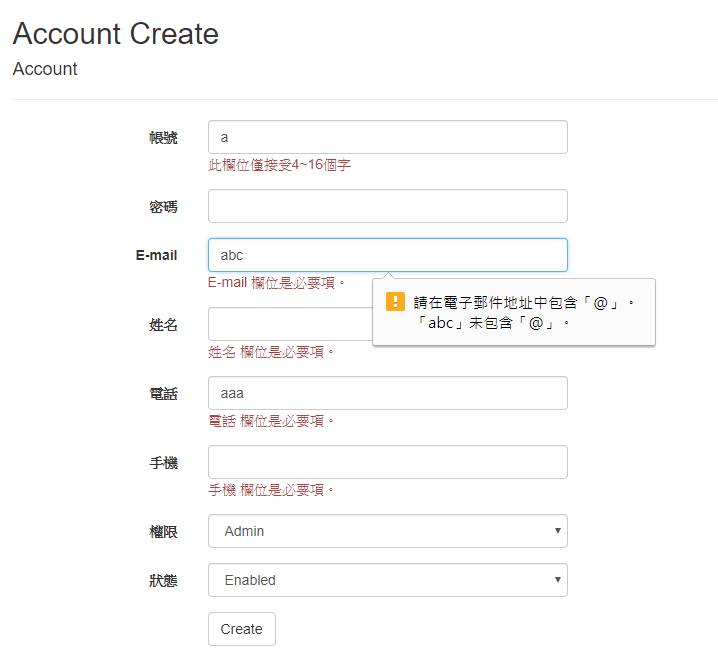 Account Create
Account
帳號
a
此欄位僅接受4~16個字
密碼
E-mail
abc
E-mail 欄位是必要項。
請在電子郵件地址中包含「@」。
「abc」未包含「@」。
姓名
姓名 欄位是必要項。
電話
aaa
電話 欄位是必要項。
手機
手機 欄位是必要項。
權限
Admin
狀態
Enabled
Create